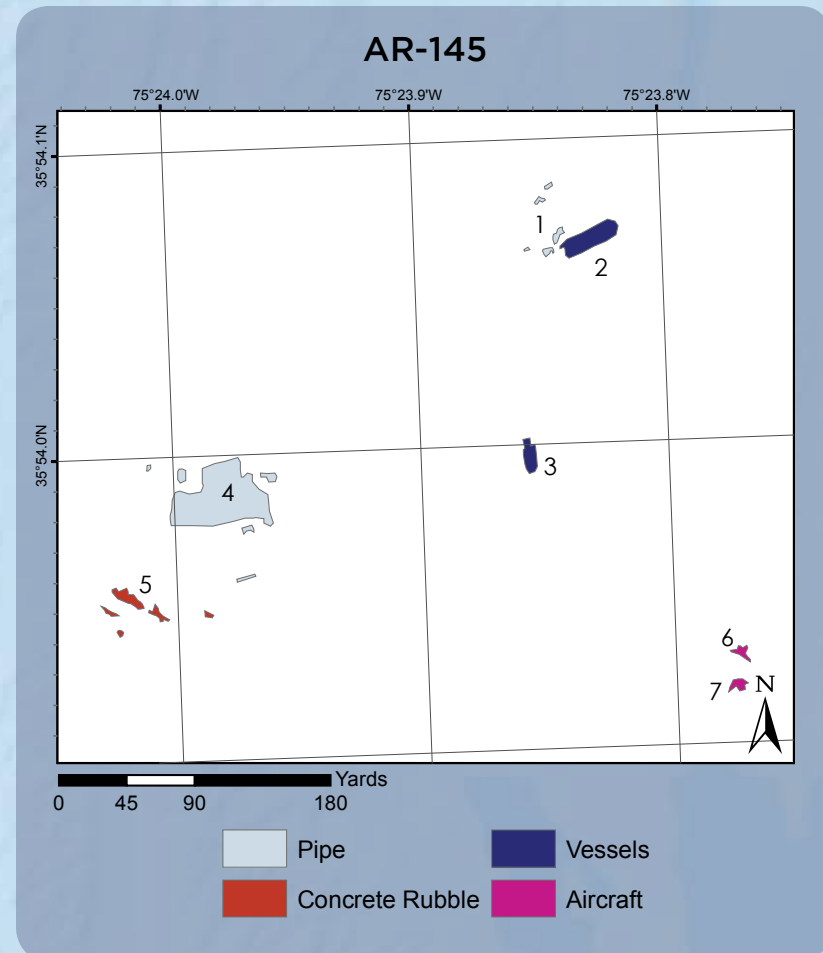 AR-145
75°24.0'W 75°23.9'W 75°23.8'W
35°54.1'N
1
2
35°54.0'N
3
4
5
6
7 N
Yards
0 45 90 180
Pipe Vessels
Concrete Rubble Aircraft